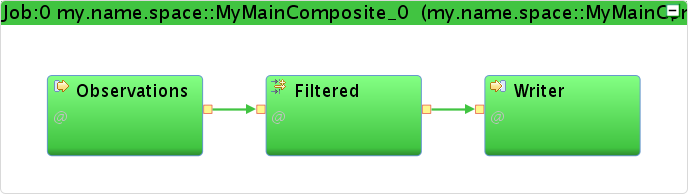 Job:0 my.name.space::MyMainComposite_0 (my.name.space::MyMainC
Observations
Filtered
Writer
@
@
@